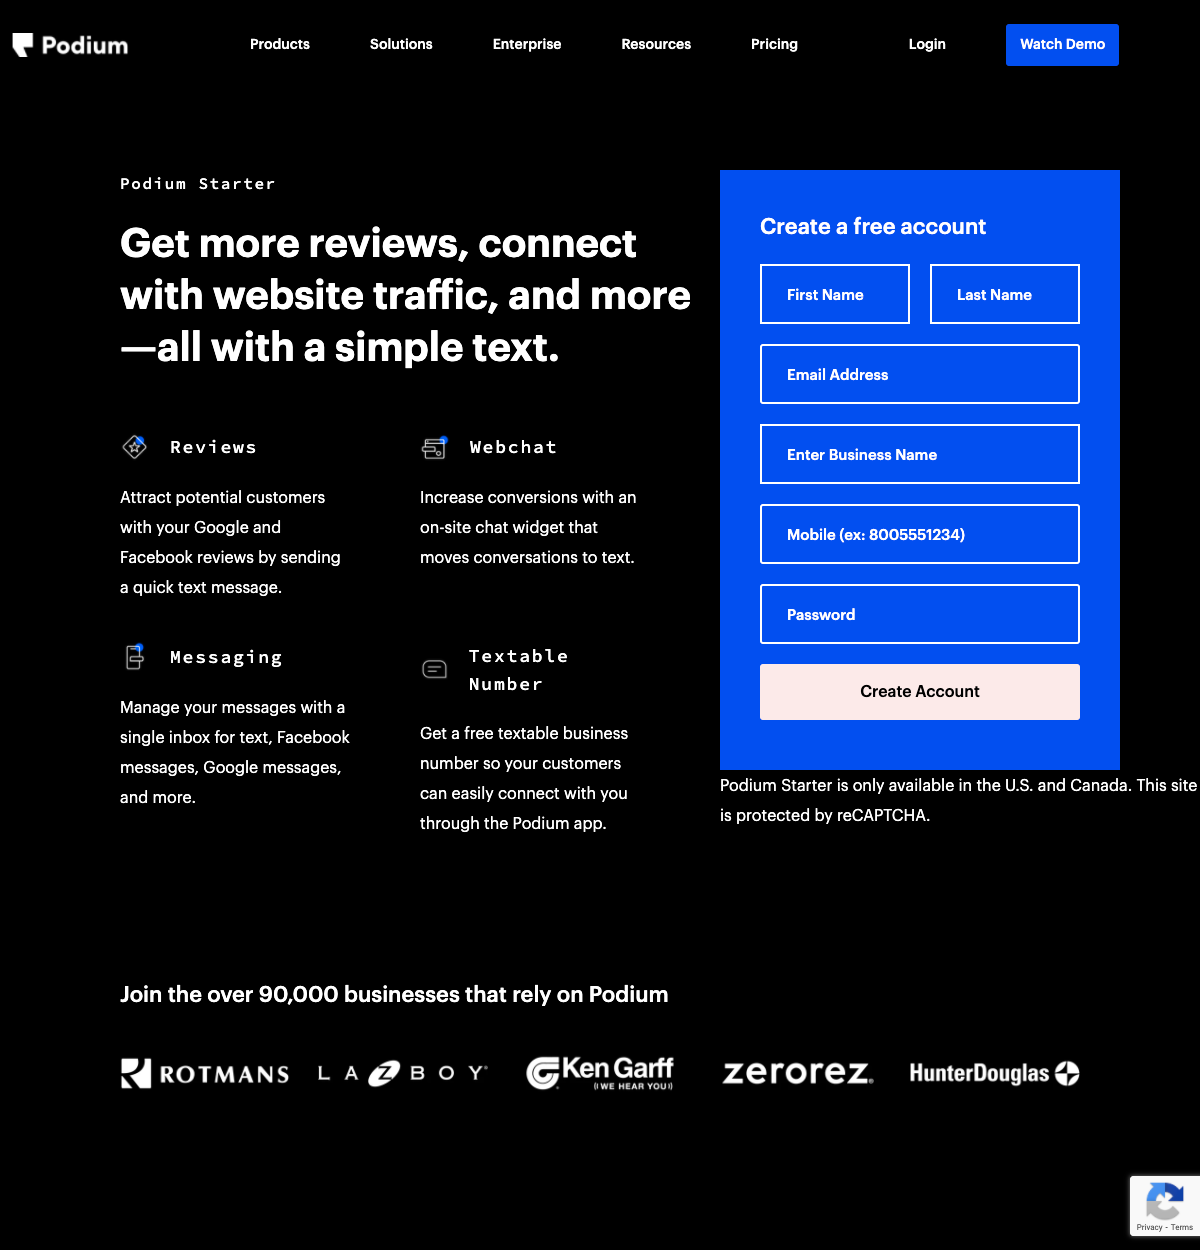 Podium
Products
Solutions
Enterprise
Resources
Pricing
Login
Watch Demo
Podium Starter
Get more reviews, connect
with website traffic, and more
—all with a simple text.
Reviews
Attract potential customers
with your Google and
Facebook reviews by sending
a quick text message.
Webchat
Increase conversions with an
on-site chat widget that
moves conversations to text.
Messaging
Manage your messages with a
single inbox for text, Facebook
messages, Google messages,
and more.
Textable
Number
Get a free textable business
number so your customers
can easily connect with you
through the Podium app.
Create a free account
First Name
Last Name
Email Address
Enter Business Name
Mobile (ex: 8005551234)
Password
Create Account
Podium Starter is only available in the U.S. and Canada. This site
is protected by reCAPTCHA.
Join the over 90,000 businesses that rely on Podium
ROTMANS
LA Z BOY
Ken Garff
(WE HEAR YOU)
zerorez
HunterDouglas
Privacy - Terms